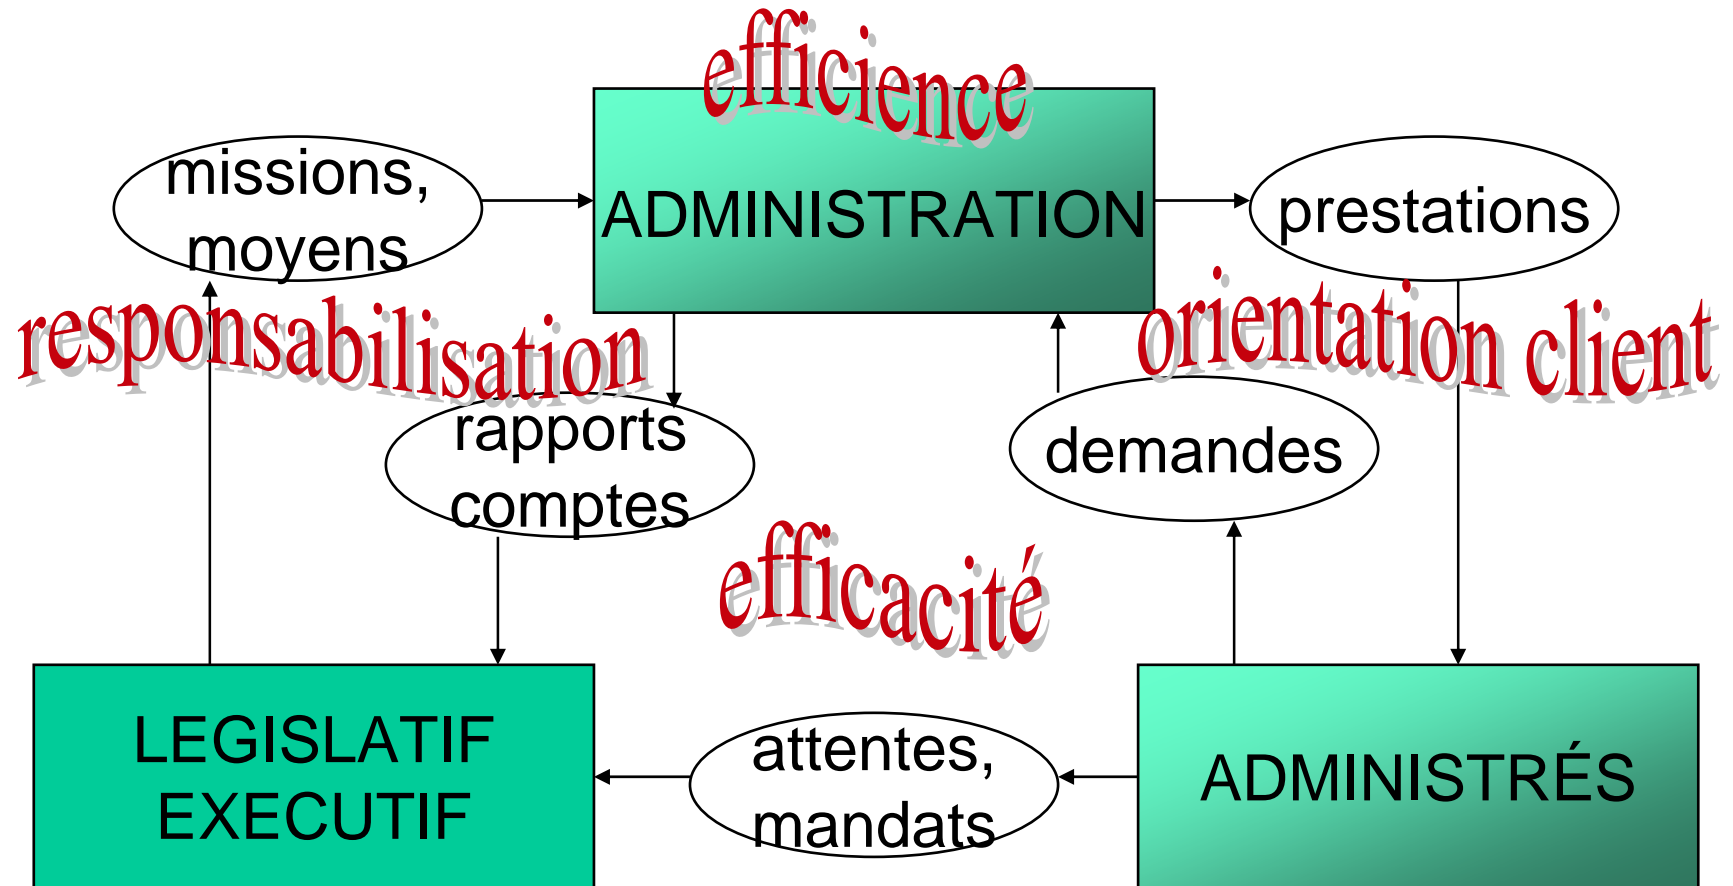 efficience
missions,
moyens
ADMINISTRATION
prestations
responsabilisation
orientation client
rapports
comptes
demandes
efficacité
LEGISLATIF
EXECUTIF
attentes,
mandats
ADMINISTRÉS